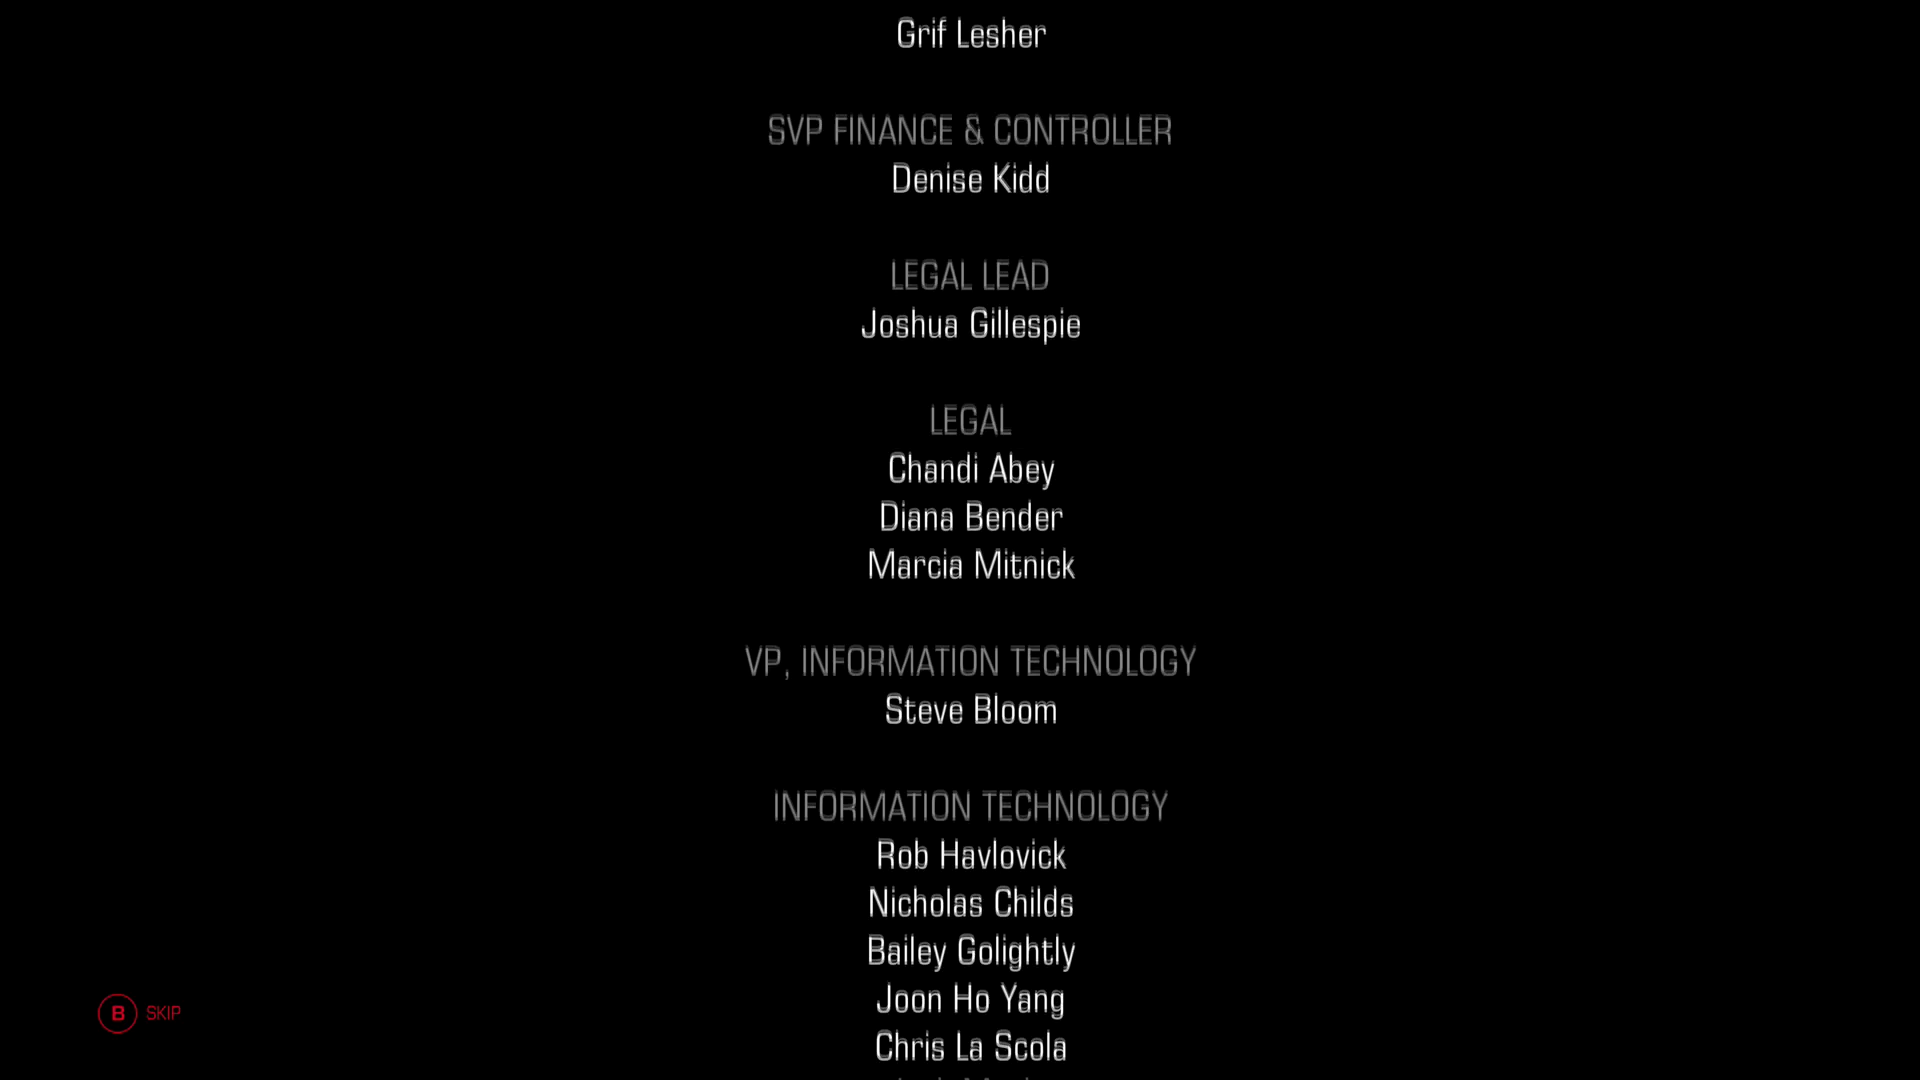 Grif Lesher
SVP FINANCE & CONTROLLER
Denise Kidd
LEGAL LEAD
Joshua Gillespie
LEGAL
Chandi Abey
Diana Bender
Marcia Mitnick
VP, INFORMATION TECHNOLOGY
Steve Bloom
INFORMATION TECHNOLOGY
Rob Havlovick
Nicholas Childs
Bailey Golightly
Joon Ho Yang
Chris La Scola
B SKIP